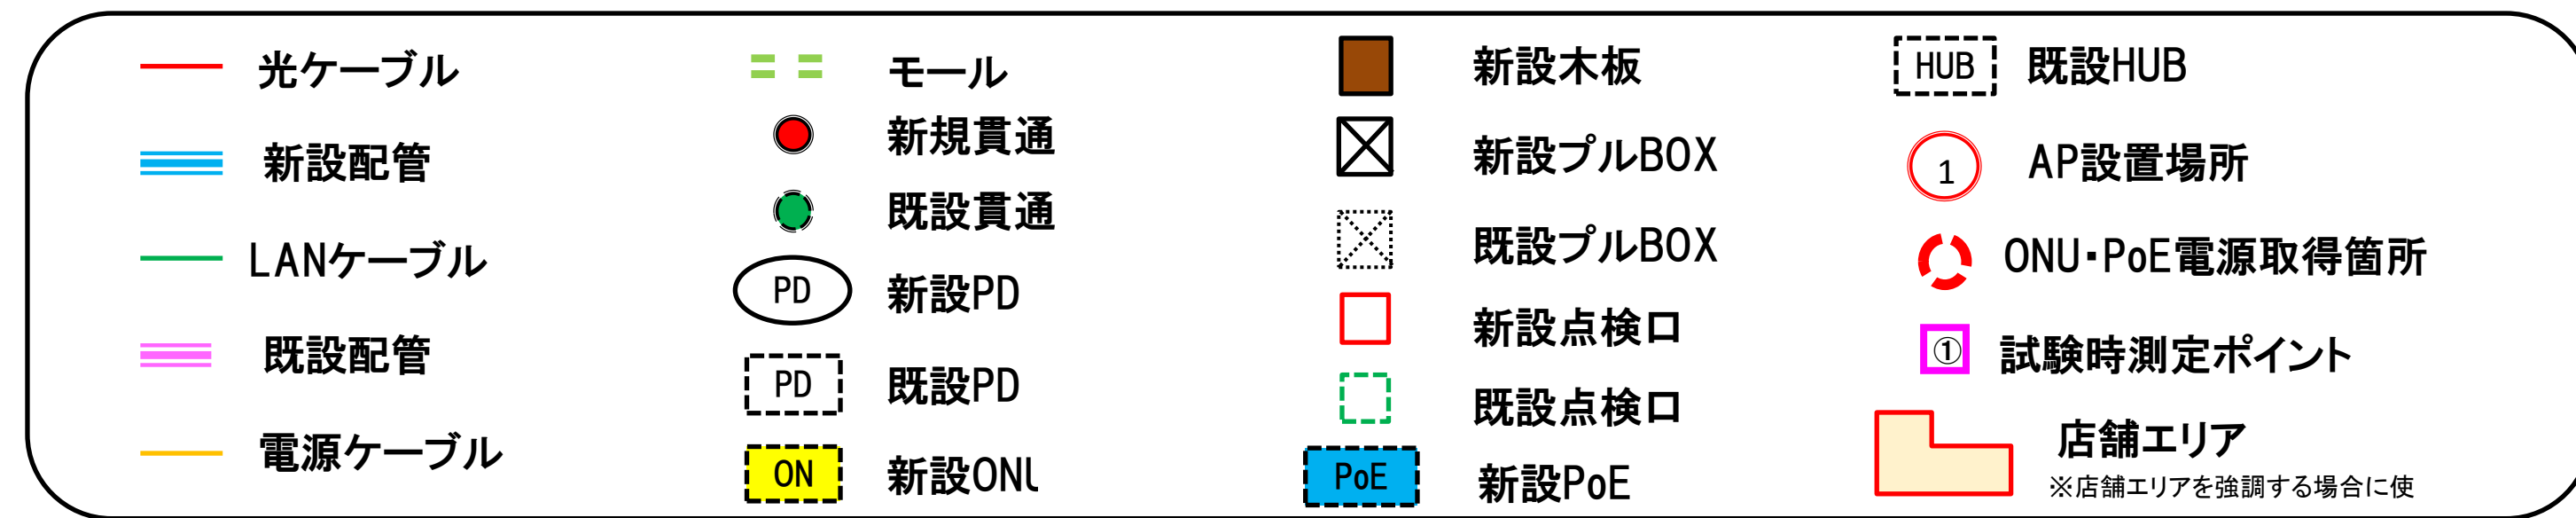 光ケーブル
新設配管
LANケーブル
既設配管
電源ケーブル
モール
新規貫通
既設貫通
PD 新設PD
PD 既設PD
ON 新設ONU
新設木板
新設プルBOX
既設プルBOX
新設点検口
既設点検口
PoE 新設PoE
HUB 既設HUB
1 AP設置場所
ONU・PoE電源取得箇所
① 試験時測定ポイント
店舗エリア
※店舗エリアを強調する場合に使